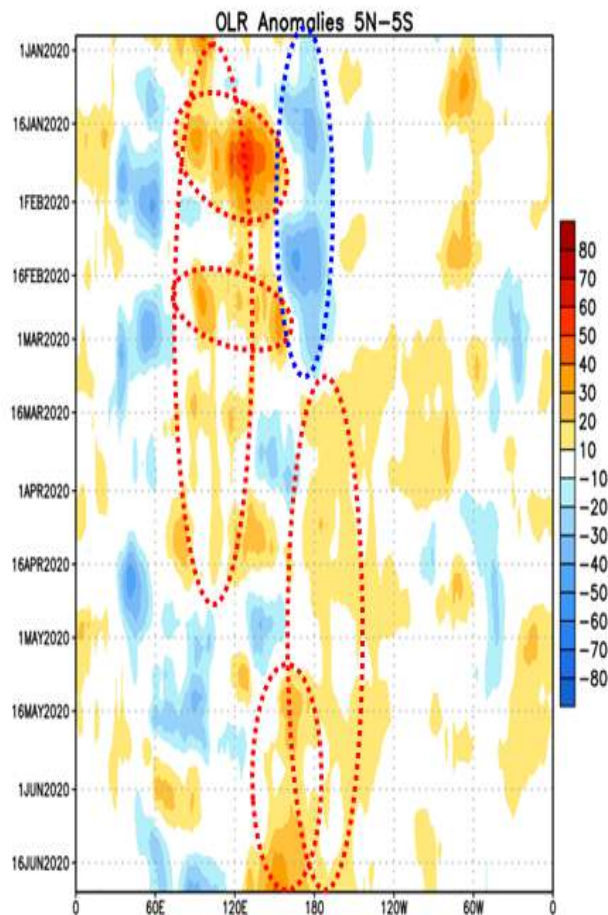 OLR Anomalies 5N-5S
1JAN2020
16JAN2020
1FEB2020
16FEB2020
1MAR2020
16MAR2020
1APR2020
16APR2020
1MAY2020
16MAY2020
1JUN2020
16JUN2020
0 60E 120E 180 120W 60W 0
80
70
60
50
40
30
20
10
-10
-20
-30
-40
-50
-60
-70
-80